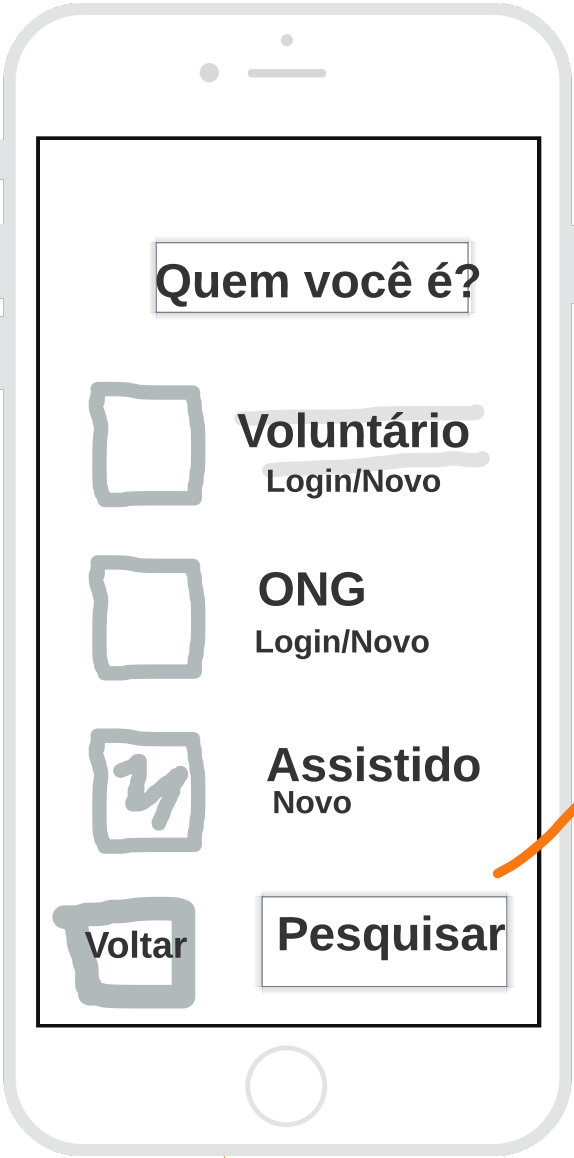 Quem você é?
Voluntário
Login/Novo
ONG
Login/Novo
Assistido
Novo
Voltar
Pesquisar